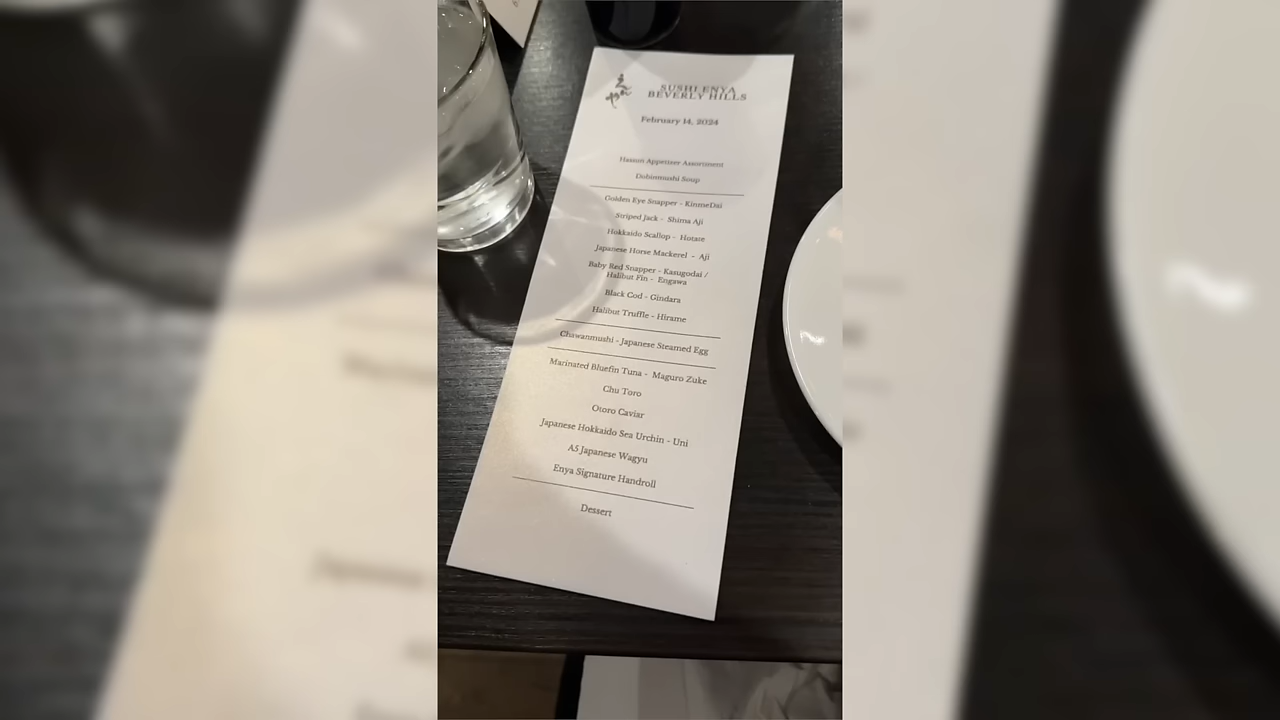 えんや
SUSHI ENYA
BEVERLY HILLS
February 14, 2024
Hassun Appetizer Assortment
Dobinmushi Soup
Golden Eye Snapper - KinmeDai
Striped Jack - Shima Aji
Hokkaido Scallop - Hotate
Japanese Horse Mackerel - Aji
Baby Red Snapper - Kasugodai /
Halibut Fin - Engawa
Black Cod - Gindara
Halibut Truffle - Hirame
Chawanmushi - Japanese Steamed Egg
Marinated Bluefin Tuna - Maguro Zuke
Chu Toro
Otoro Caviar
Japanese Hokkaido Sea Urchin - Uni
A5 Japanese Wagyu
Enya Signature Handroll
Dessert